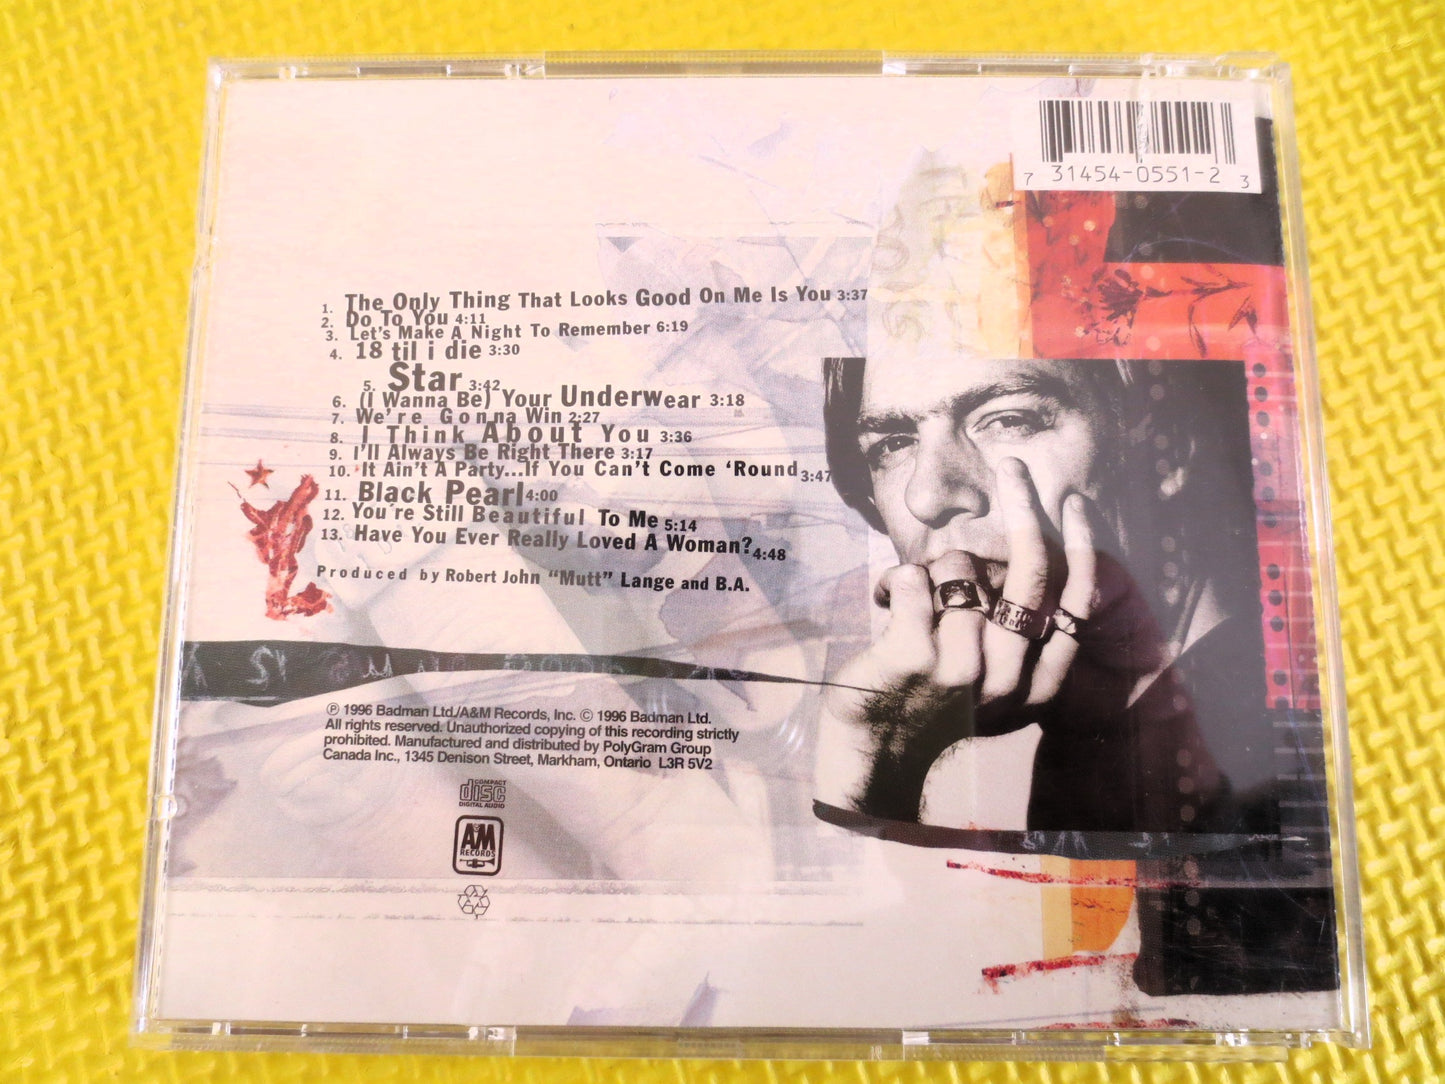 7 31454-0551-2 3
1. The Only Thing That Looks Good On Me Is You 3:37
2. Do To You 4:11
3. Let's Make A Night To Remember 6:19
4. 18 til i die 3:30
5. Star 3:42
6. (I Wanna Be) Your Underwear 3:18
7. We're Gonna Win 2:27
8. I Think About You 3:36
9. I'll Always Be Right There 3:17
10. It Ain't A Party...If You Can't Come 'Round 3:47
11. Black Pearl 4:00
12. You're Still Beautiful To Me 5:14
13. Have You Ever Really Loved A Woman? 4:48
Produced by Robert John "Mutt" Lange and B.A.
℗ 1996 Badman Ltd./A&M Records, Inc. © 1996 Badman Ltd.
All rights reserved. Unauthorized copying of this recording strictly
prohibited. Manufactured and distributed by PolyGram Group
Canada Inc., 1345 Denison Street, Markham, Ontario L3R 5V2
COMPACT
disc
DIGITAL AUDIO
A&M
RECORDS